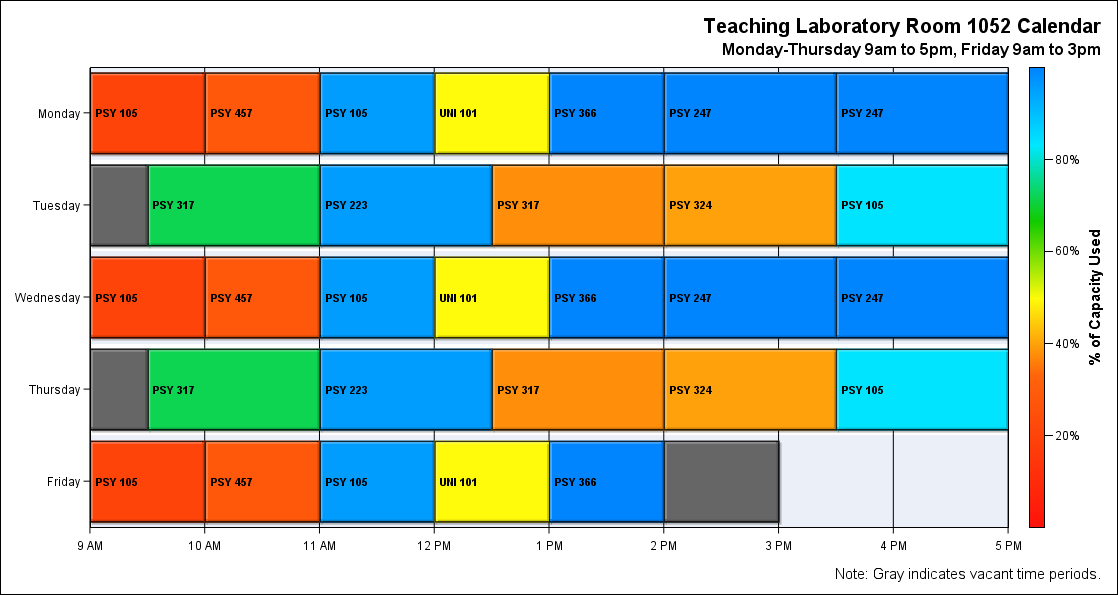 Teaching Laboratory Room 1052 Calendar
Monday-Thursday 9am to 5pm, Friday 9am to 3pm
Monday
PSY 105
PSY 457
PSY 105
UNI 101
PSY 366
PSY 247
PSY 247
Tuesday
PSY 317
PSY 223
PSY 317
PSY 324
PSY 105
Wednesday
PSY 105
PSY 457
PSY 105
UNI 101
PSY 366
PSY 247
PSY 247
Thursday
PSY 317
PSY 223
PSY 317
PSY 324
PSY 105
Friday
PSY 105
PSY 457
PSY 105
UNI 101
PSY 366
9 AM
10 AM
11 AM
12 PM
1 PM
2 PM
3 PM
4 PM
5 PM
80%
60%
40%
20%
% of Capacity Used
Note: Gray indicates vacant time periods.